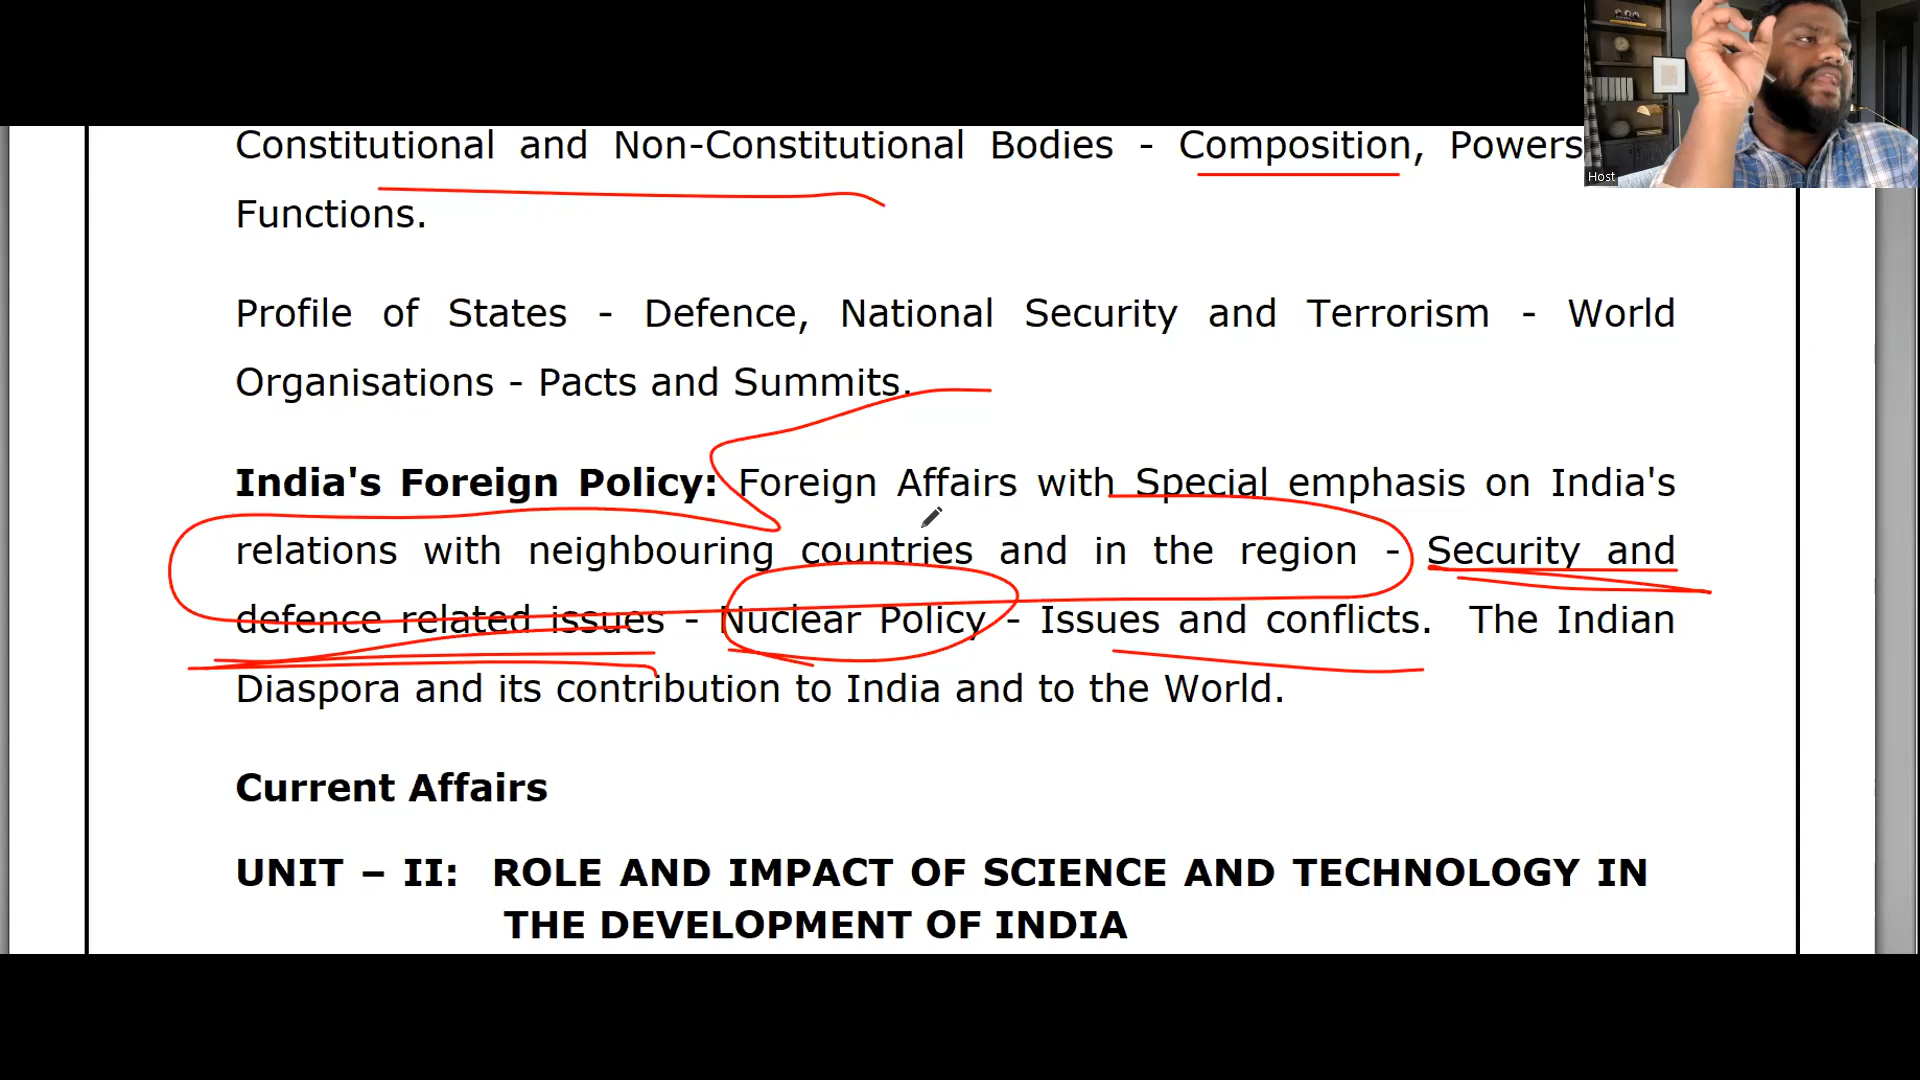 Constitutional and Non-Constitutional Bodies - Composition, Powers
Host
Functions.
Profile of States - Defence, National Security and Terrorism - World
Organisations - Pacts and Summits.
India's Foreign Policy: Foreign Affairs with Special emphasis on India's
relations with neighbouring countries and in the region - Security and
defence related issues - Nuclear Policy - Issues and conflicts. The Indian
Diaspora and its contribution to India and to the World.
Current Affairs
UNIT – II: ROLE AND IMPACT OF SCIENCE AND TECHNOLOGY IN
THE DEVELOPMENT OF INDIA